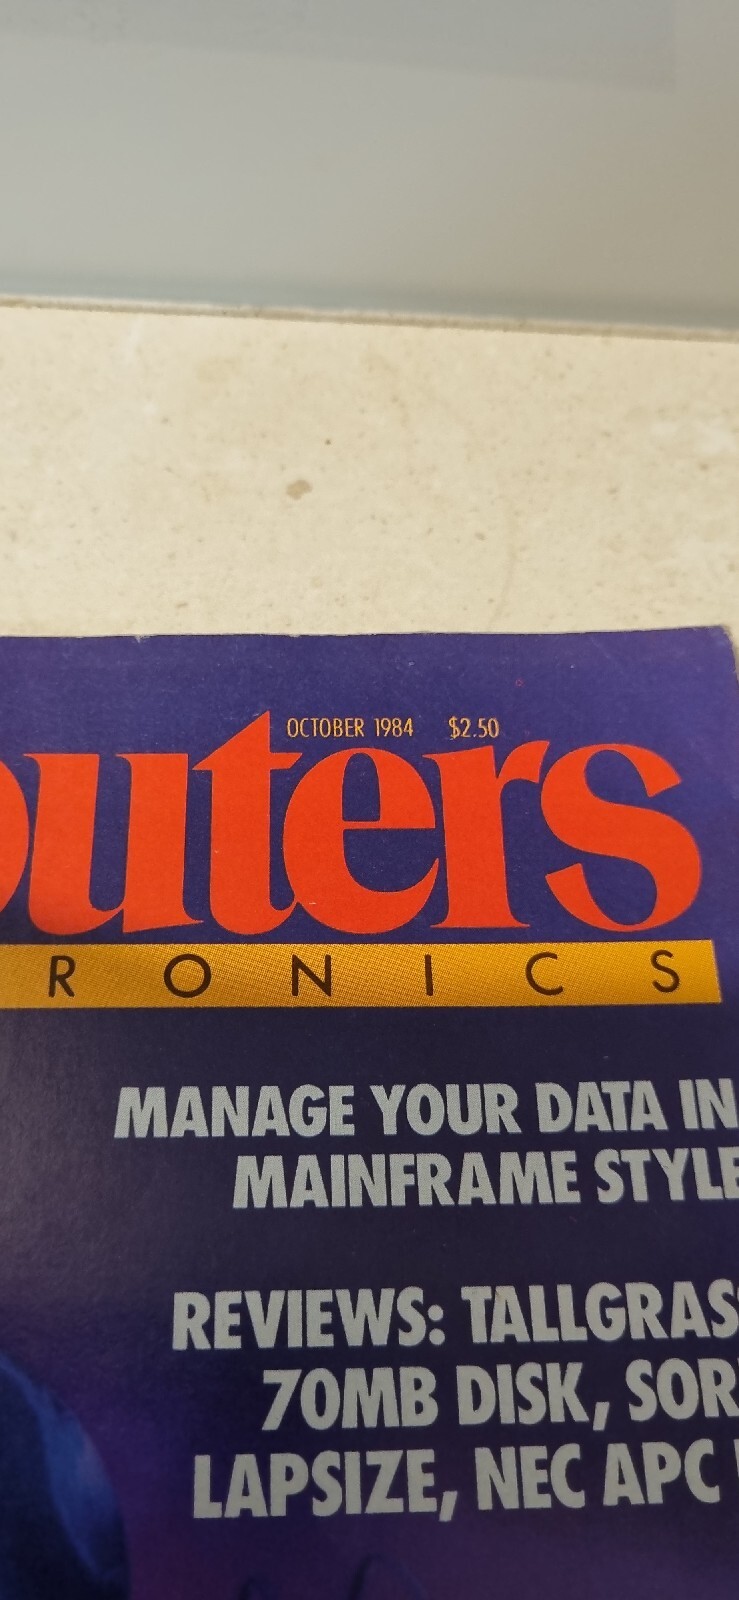 OCTOBER 1984 $2.50
outers
RONICS
MANAGE YOUR DATA IN
MAINFRAME STYLE
REVIEWS: TALLGRAS
70MB DISK, SOR
LAPSIZE, NEC APC